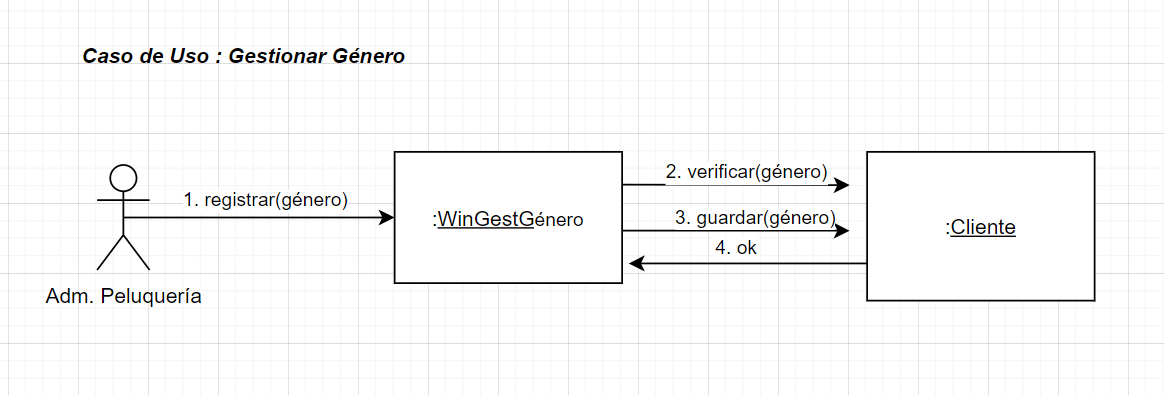 Caso de Uso : Gestionar Género
1. registrar(género)
2. verificar(género)
:WinGestGénero
3. guardar(género)
:Cliente
4. ok
Adm. Peluquería